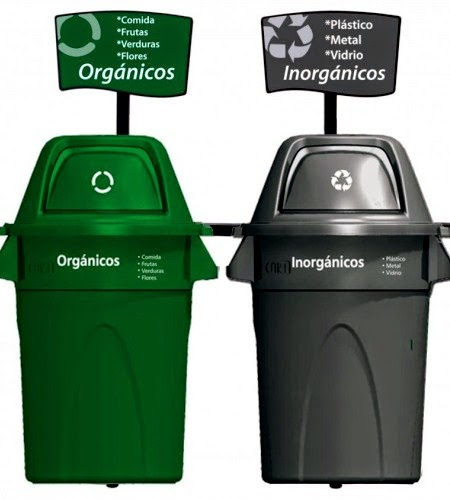 *Comida
*Frutas
*Verduras
*Flores
Orgánicos
*Plástico
*Metal
*Vidrio
Inorgánicos
Orgánicos
• Comida
• Frutas
• Verduras
• Flores
Inorgánicos
• Plástico
• Metal
• Vidrio